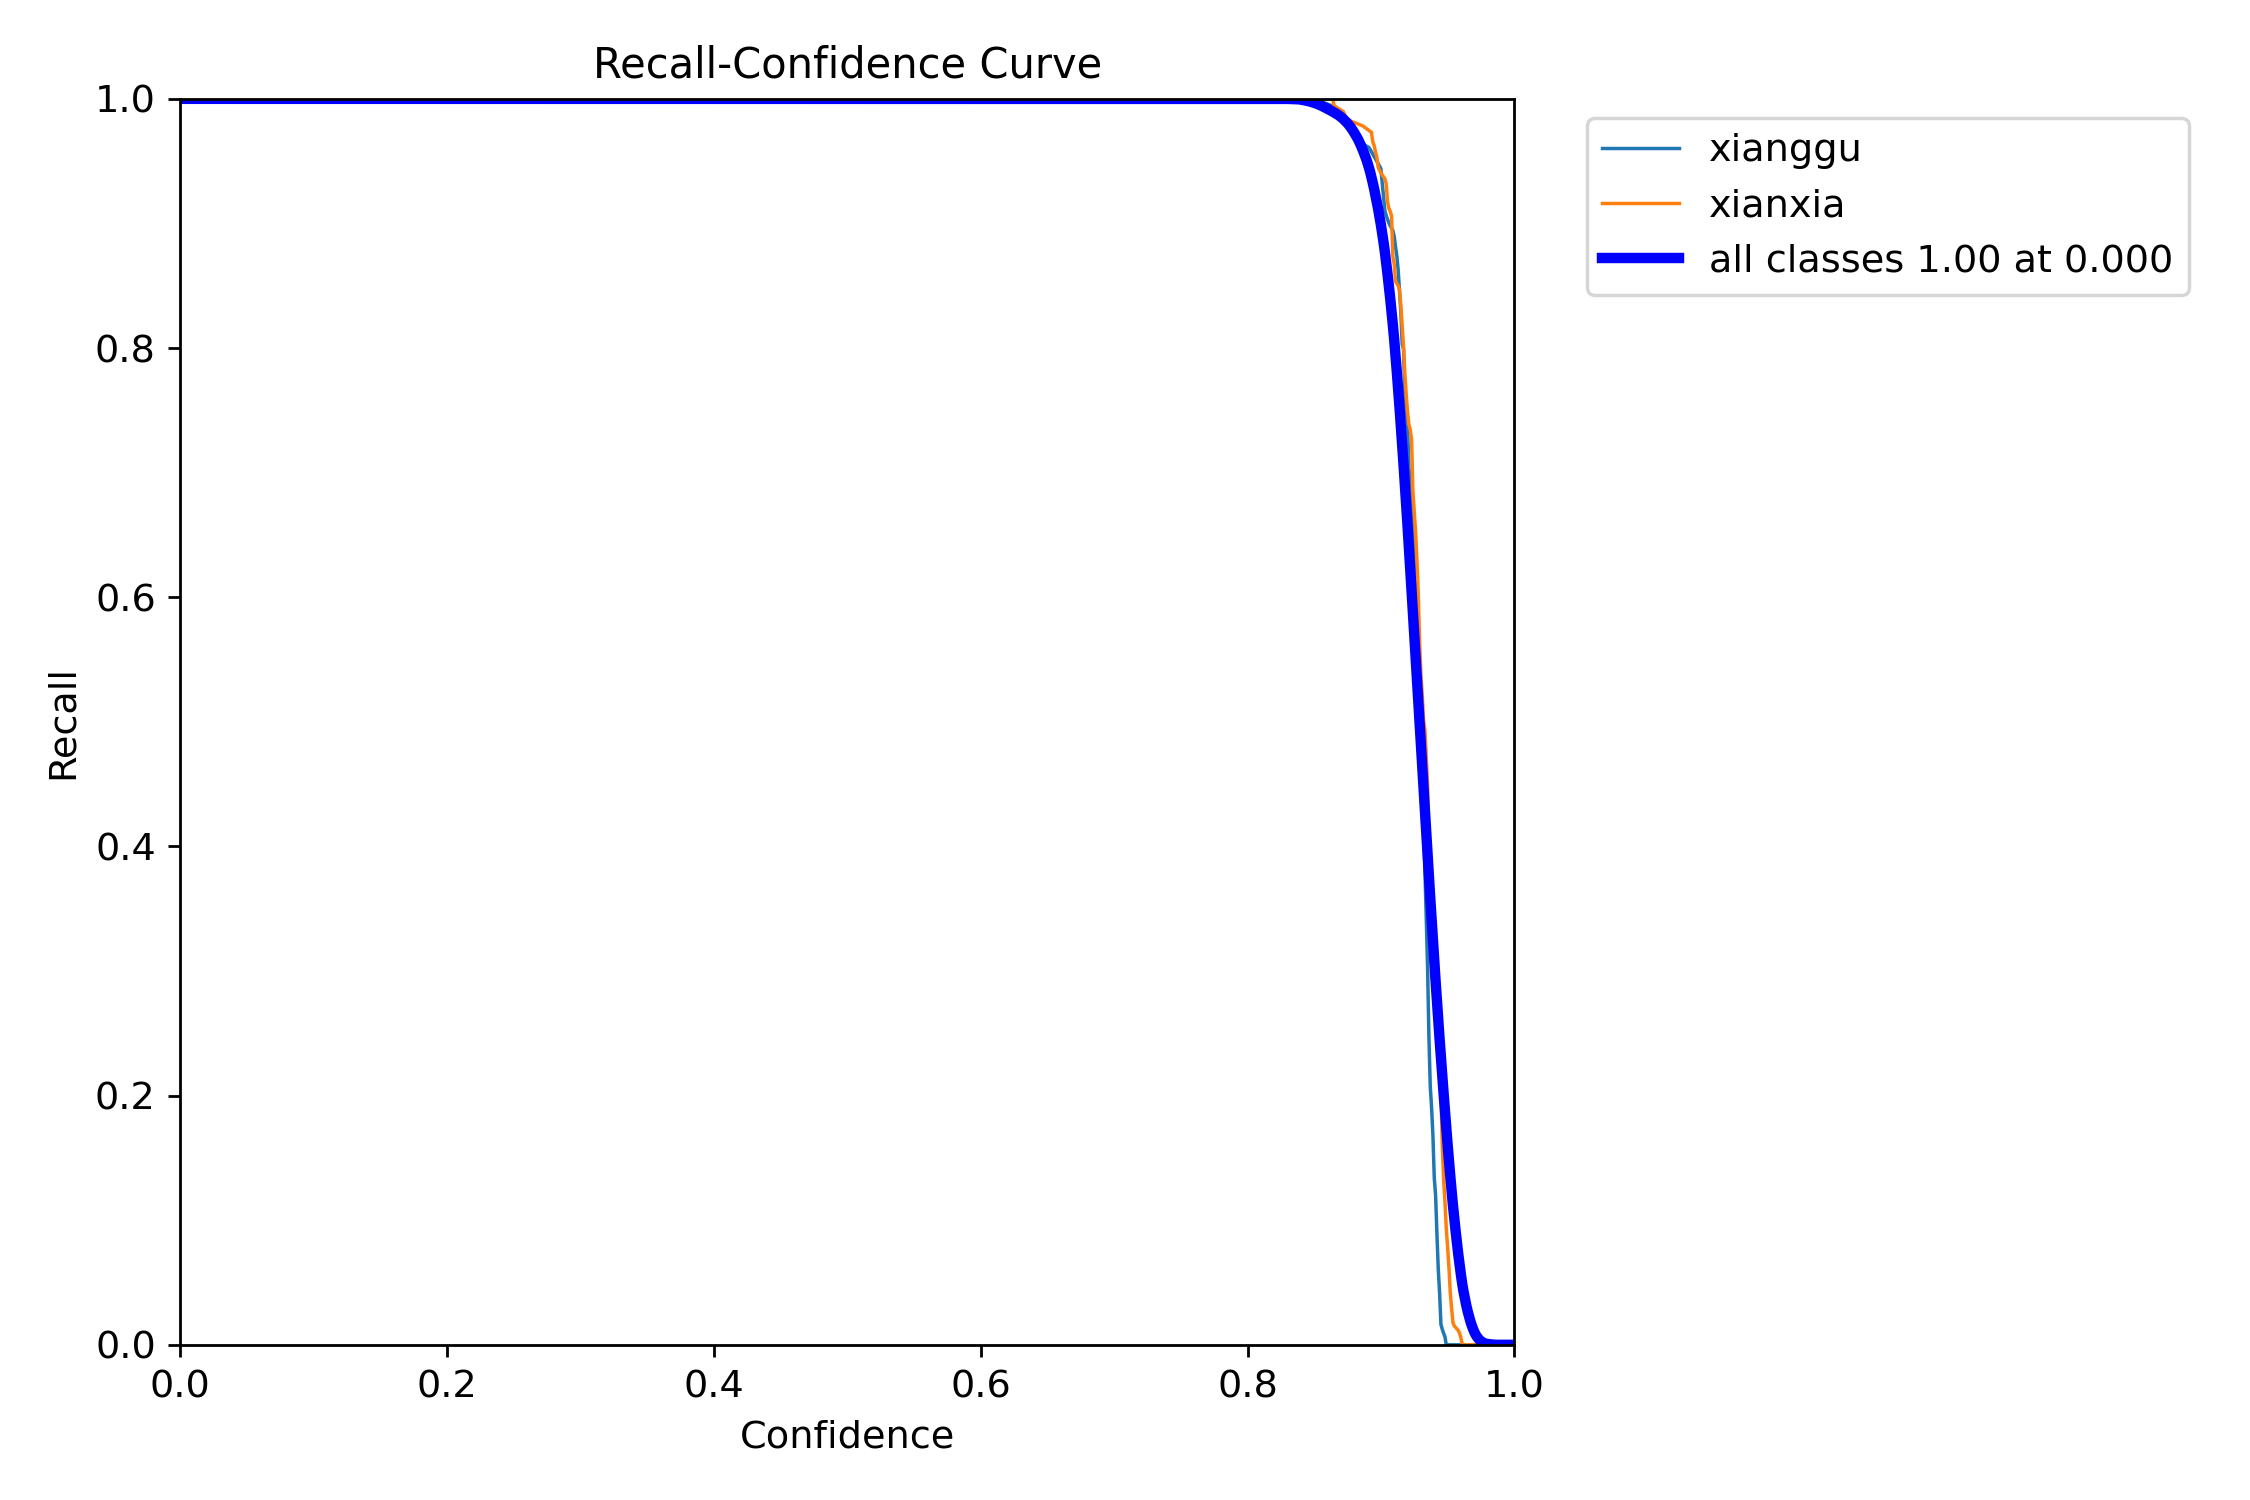 Recall-Confidence Curve
1.0
0.8
0.6
0.4
0.2
0.0
Recall
0.0 0.2 0.4 0.6 0.8 1.0
Confidence
xianggu
xianxia
all classes 1.00 at 0.000